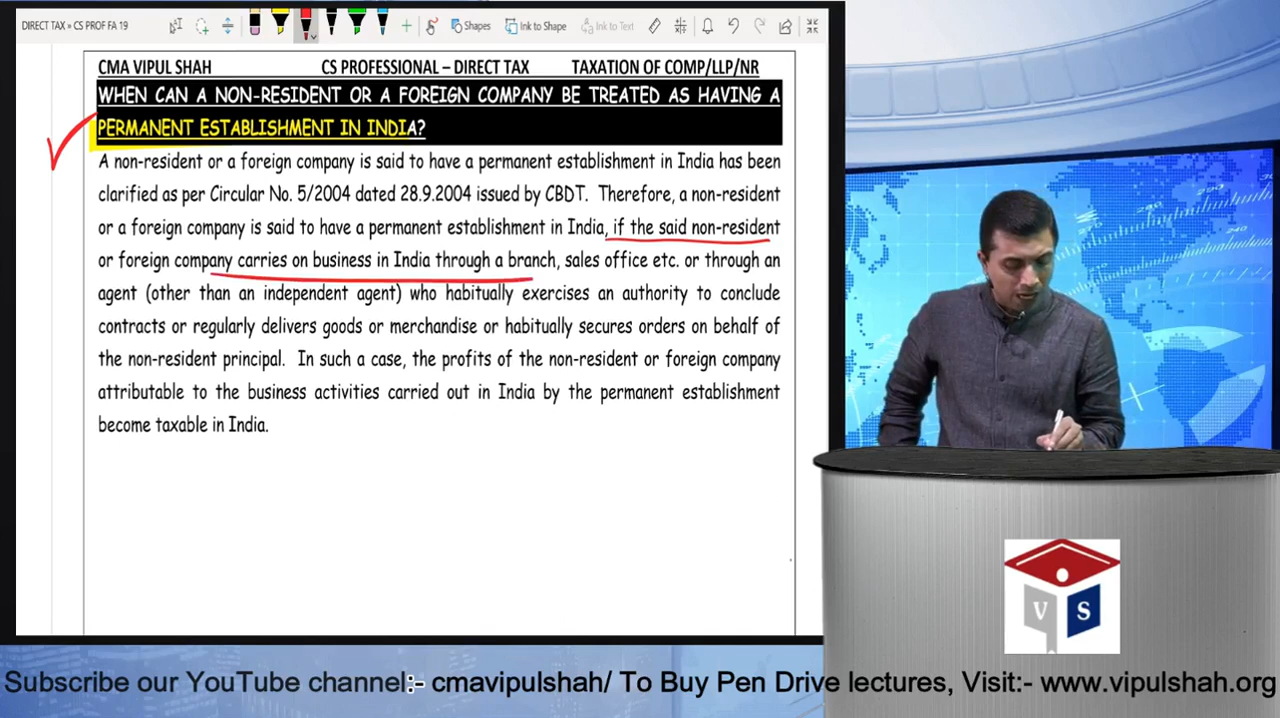 DIRECT TAX » CS PROF FA 19
Shapes
Ink to Shape
Ink to Text
CMA VIPUL SHAH CS PROFESSIONAL – DIRECT TAX TAXATION OF COMP/LLP/NR
WHEN CAN A NON-RESIDENT OR A FOREIGN COMPANY BE TREATED AS HAVING A
PERMANENT ESTABLISHMENT IN INDIA?
A non-resident or a foreign company is said to have a permanent establishment in India has been
clarified as per Circular No. 5/2004 dated 28.9.2004 issued by CBDT. Therefore, a non-resident
or a foreign company is said to have a permanent establishment in India, if the said non-resident
or foreign company carries on business in India through a branch, sales office etc. or through an
agent (other than an independent agent) who habitually exercises an authority to conclude
contracts or regularly delivers goods or merchandise or habitually secures orders on behalf of
the non-resident principal. In such a case, the profits of the non-resident or foreign company
attributable to the business activities carried out in India by the permanent establishment
become taxable in India.
V S
Subscribe our YouTube channel:- cmavipulshah/ To Buy Pen Drive lectures, Visit:- www.vipulshah.org